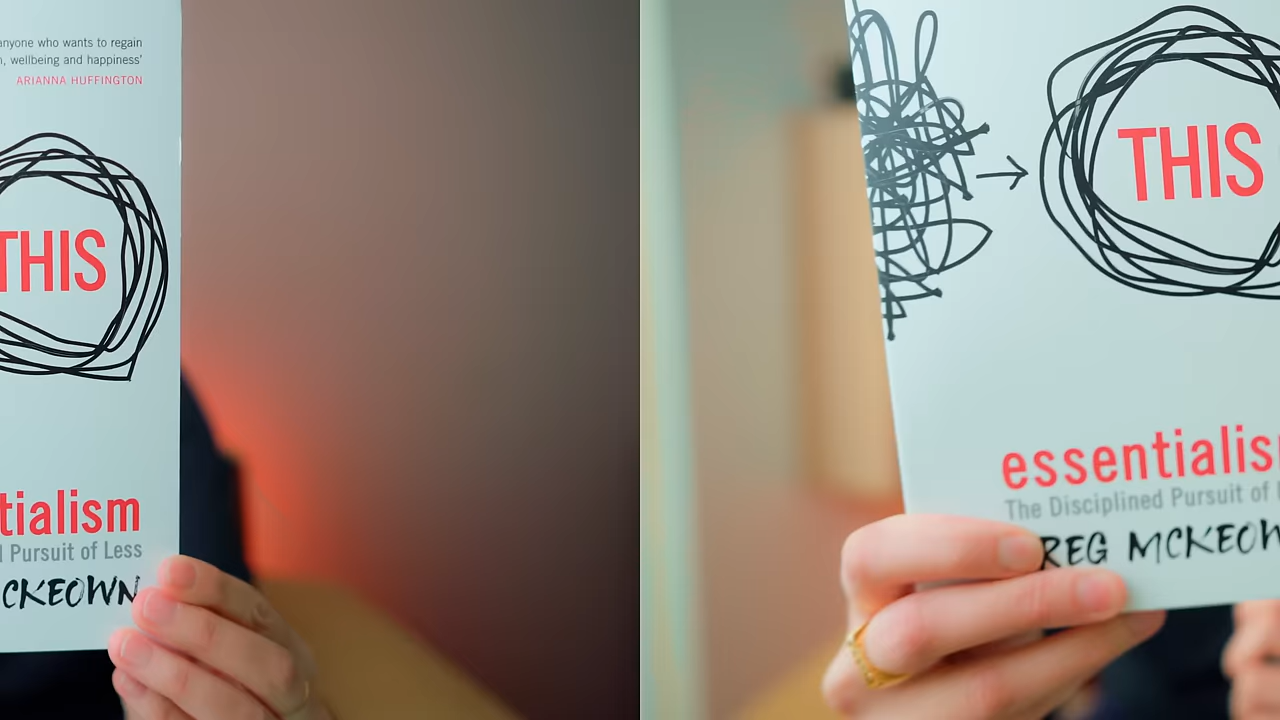 anyone who wants to regain
, wellbeing and happiness'
ARIANNA HUFFINGTON
THIS
tialism
Pursuit of Less
CKEOWN
THIS
essentialis
The Disciplined Pursuit of
REG MCKEOW